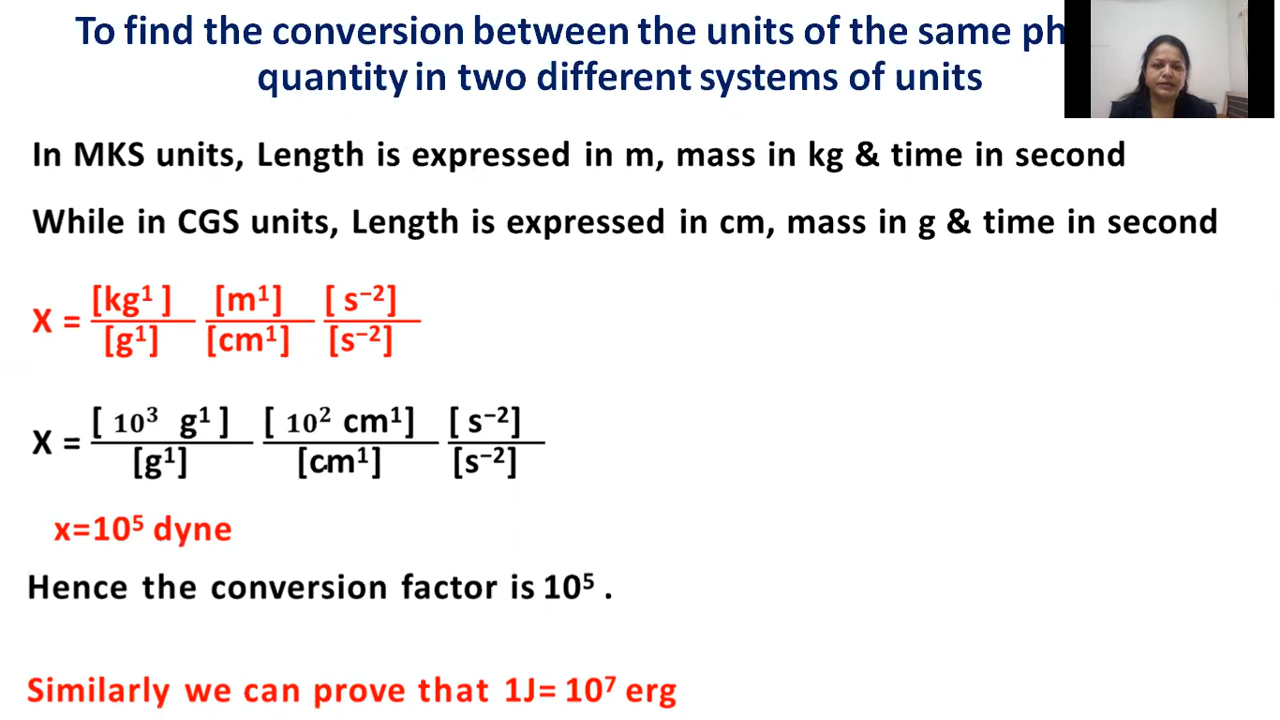 To find the conversion between the units of the same ph
quantity in two different systems of units
In MKS units, Length is expressed in m, mass in kg & time in second
While in CGS units, Length is expressed in cm, mass in g & time in second
X = [kg¹ ]/[g¹] [m¹]/[cm¹] [ s⁻²]/[s⁻²]
X = [ 10³ g¹ ]/[g¹] [ 10² cm¹]/[cm¹] [ s⁻²]/[s⁻²]
x=10⁵ dyne
Hence the conversion factor is 10⁵ .
Similarly we can prove that 1J= 10⁷ erg